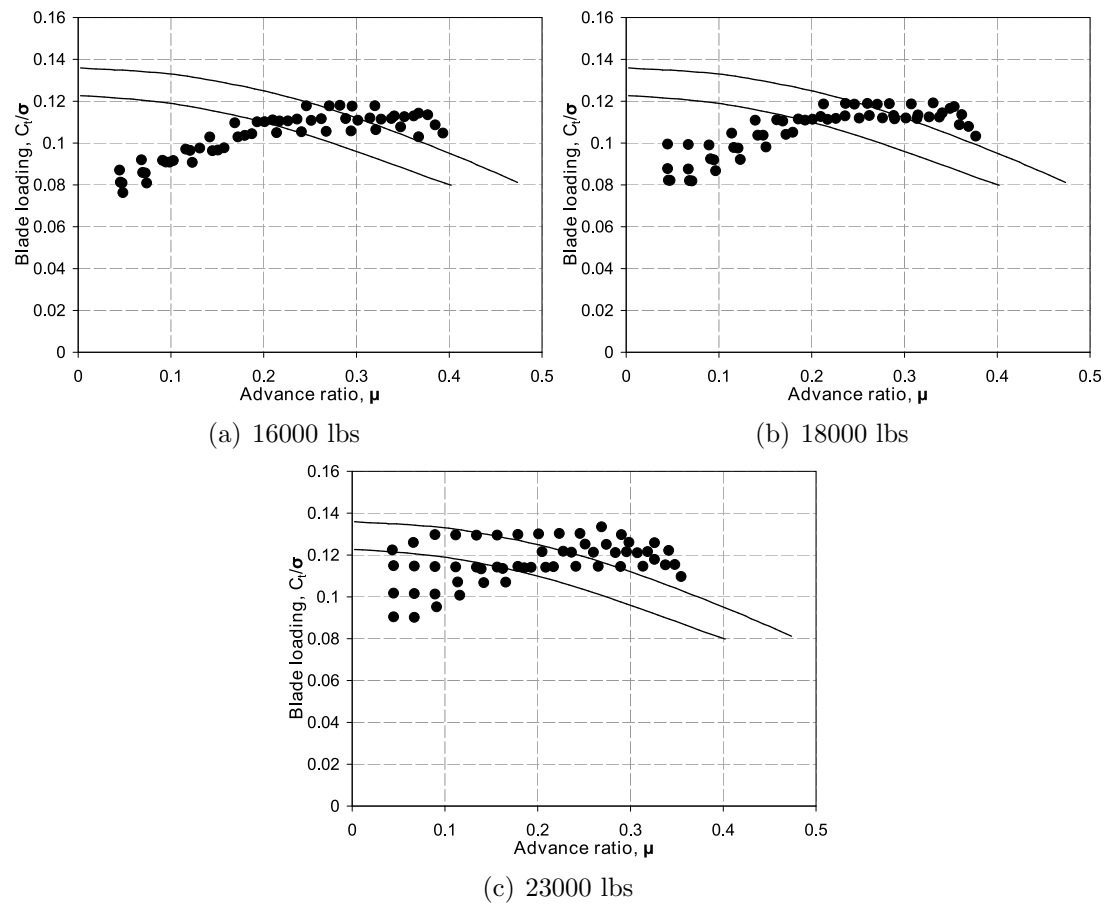 0.16
0.14
0.12
0.1
0.08
0.06
0.04
0.02
0
Blade loading, Cₜ/σ
0 0.1 0.2 0.3 0.4 0.5
Advance ratio, μ
(a) 16000 lbs
0.16
0.14
0.12
0.1
0.08
0.06
0.04
0.02
0
Blade loading, Cₜ/σ
0 0.1 0.2 0.3 0.4 0.5
Advance ratio, μ
(b) 18000 lbs
0.16
0.14
0.12
0.1
0.08
0.06
0.04
0.02
0
Blade loading, Cₜ/σ
0 0.1 0.2 0.3 0.4 0.5
Advance ratio, μ
(c) 23000 lbs